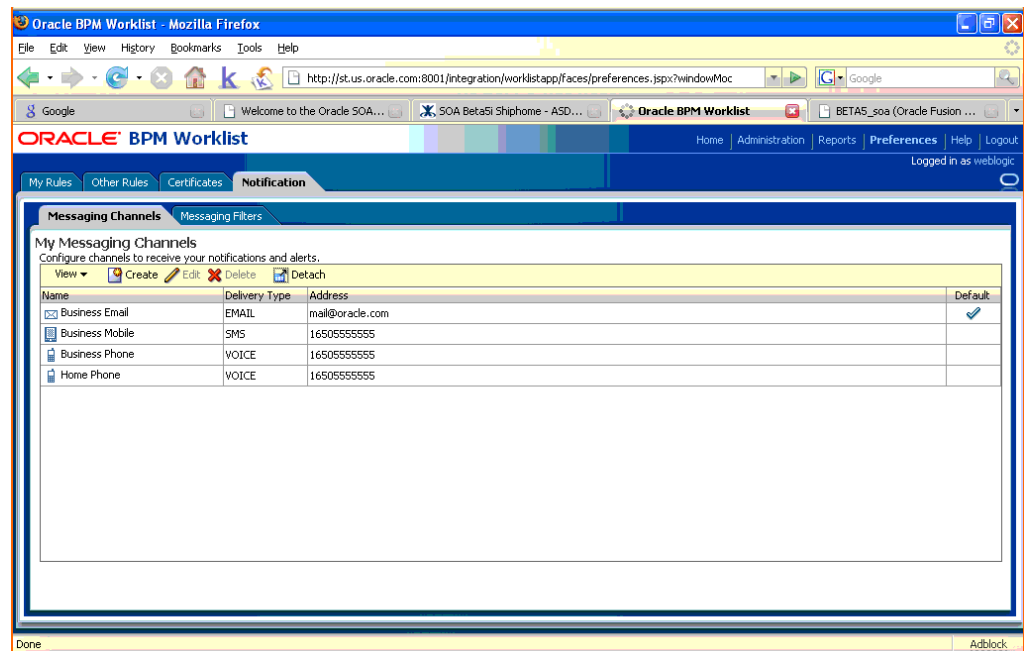 Oracle BPM Worklist - Mozilla Firefox
File Edit View History Bookmarks Tools Help
http://st.us.oracle.com:8001/integration/worklistapp/faces/preferences.jspx?windowMoc G Google
Google Welcome to the Oracle SOA... SOA Beta5i Shiphome - ASD... Oracle BPM Worklist BETA5_soa (Oracle Fusion ...
ORACLE BPM Worklist Home Administration Reports Preferences Help Logout
Logged in as weblogic
My Rules Other Rules Certificates Notification
Messaging Channels Messaging Filters
My Messaging Channels
Configure channels to receive your notifications and alerts.
View Create Edit Delete Detach
Name Delivery Type Address Default
Business Email EMAIL mail@oracle.com
Business Mobile SMS 16505555555
Business Phone VOICE 16505555555
Home Phone VOICE 16505555555
Done Adblock